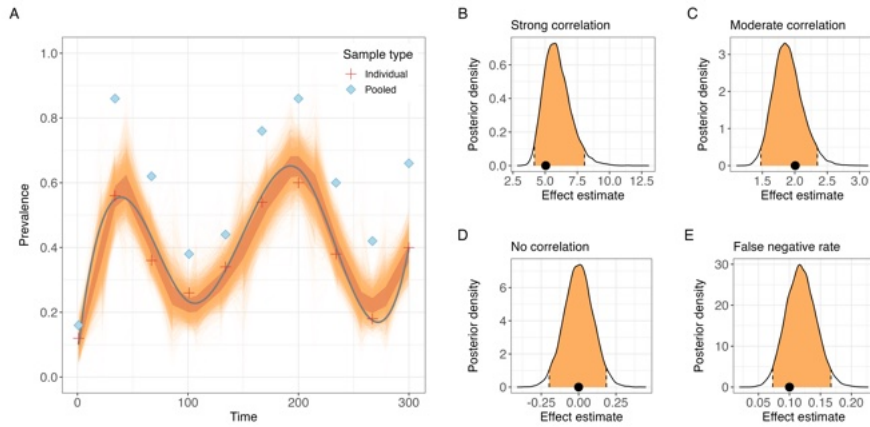 A
Prevalence
1.0
0.8
0.6
0.4
0.2
0.0
0
100
200
300
Time
Sample type
Individual
Pooled
B
Strong correlation
Posterior density
0.6
0.4
0.2
0.0
2.5
5.0
7.5
10.0
12.5
Effect estimate
C
Moderate correlation
Posterior density
3
2
1
0
1.5
2.0
2.5
3.0
Effect estimate
D
No correlation
Posterior density
6
4
2
0
-0.25
0.00
0.25
Effect estimate
E
False negative rate
Posterior density
30
20
10
0
0.05
0.10
0.15
0.20
Effect estimate